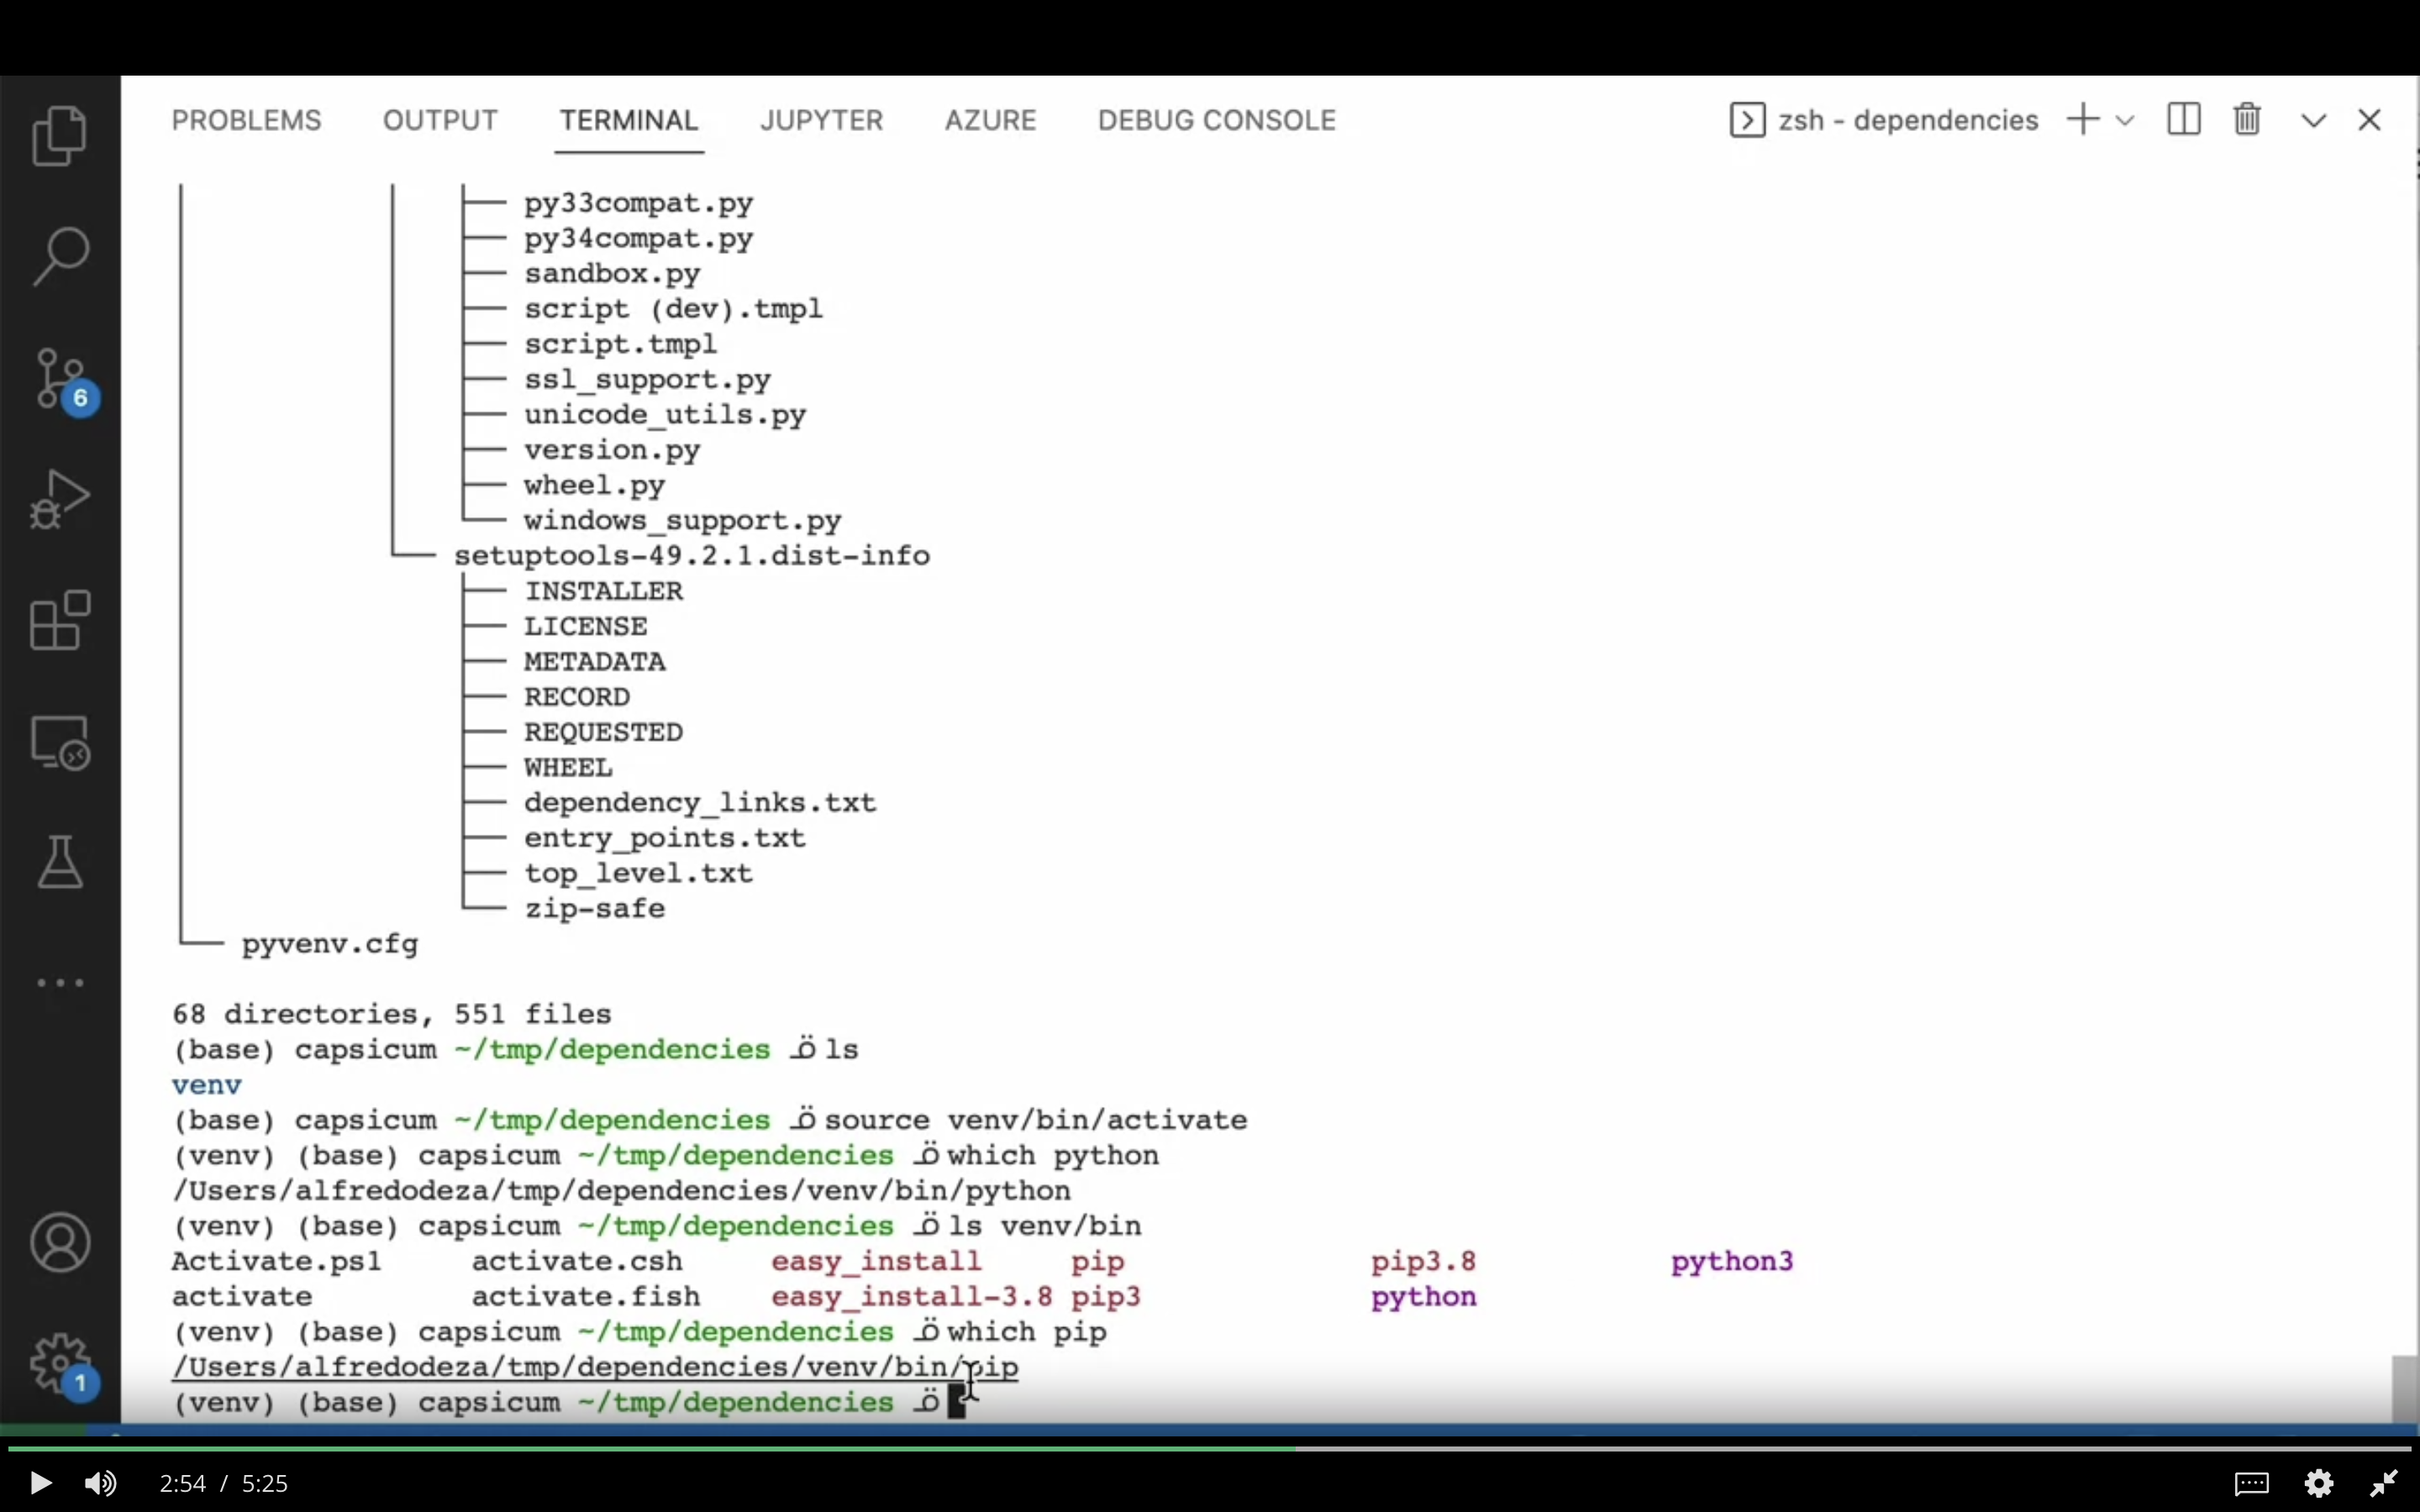 PROBLEMS OUTPUT TERMINAL JUPYTER AZURE DEBUG CONSOLE zsh - dependencies
py33compat.py
py34compat.py
sandbox.py
script (dev).tmpl
script.tmpl
ssl_support.py
unicode_utils.py
version.py
wheel.py
windows_support.py
setuptools-49.2.1.dist-info
INSTALLER
LICENSE
METADATA
RECORD
REQUESTED
WHEEL
dependency_links.txt
entry_points.txt
top_level.txt
zip-safe
pyvenv.cfg
68 directories, 551 files
(base) capsicum ~/tmp/dependencies Ö ls
venv
(base) capsicum ~/tmp/dependencies Ö source venv/bin/activate
(venv) (base) capsicum ~/tmp/dependencies Ö which python
/Users/alfredodeza/tmp/dependencies/venv/bin/python
(venv) (base) capsicum ~/tmp/dependencies Ö ls venv/bin
Activate.ps1 activate.csh easy_install pip pip3.8 python3
activate activate.fish easy_install-3.8 pip3 python
(venv) (base) capsicum ~/tmp/dependencies Ö which pip
/Users/alfredodeza/tmp/dependencies/venv/bin/pip
(venv) (base) capsicum ~/tmp/dependencies Ö
6
1
2:54 / 5:25